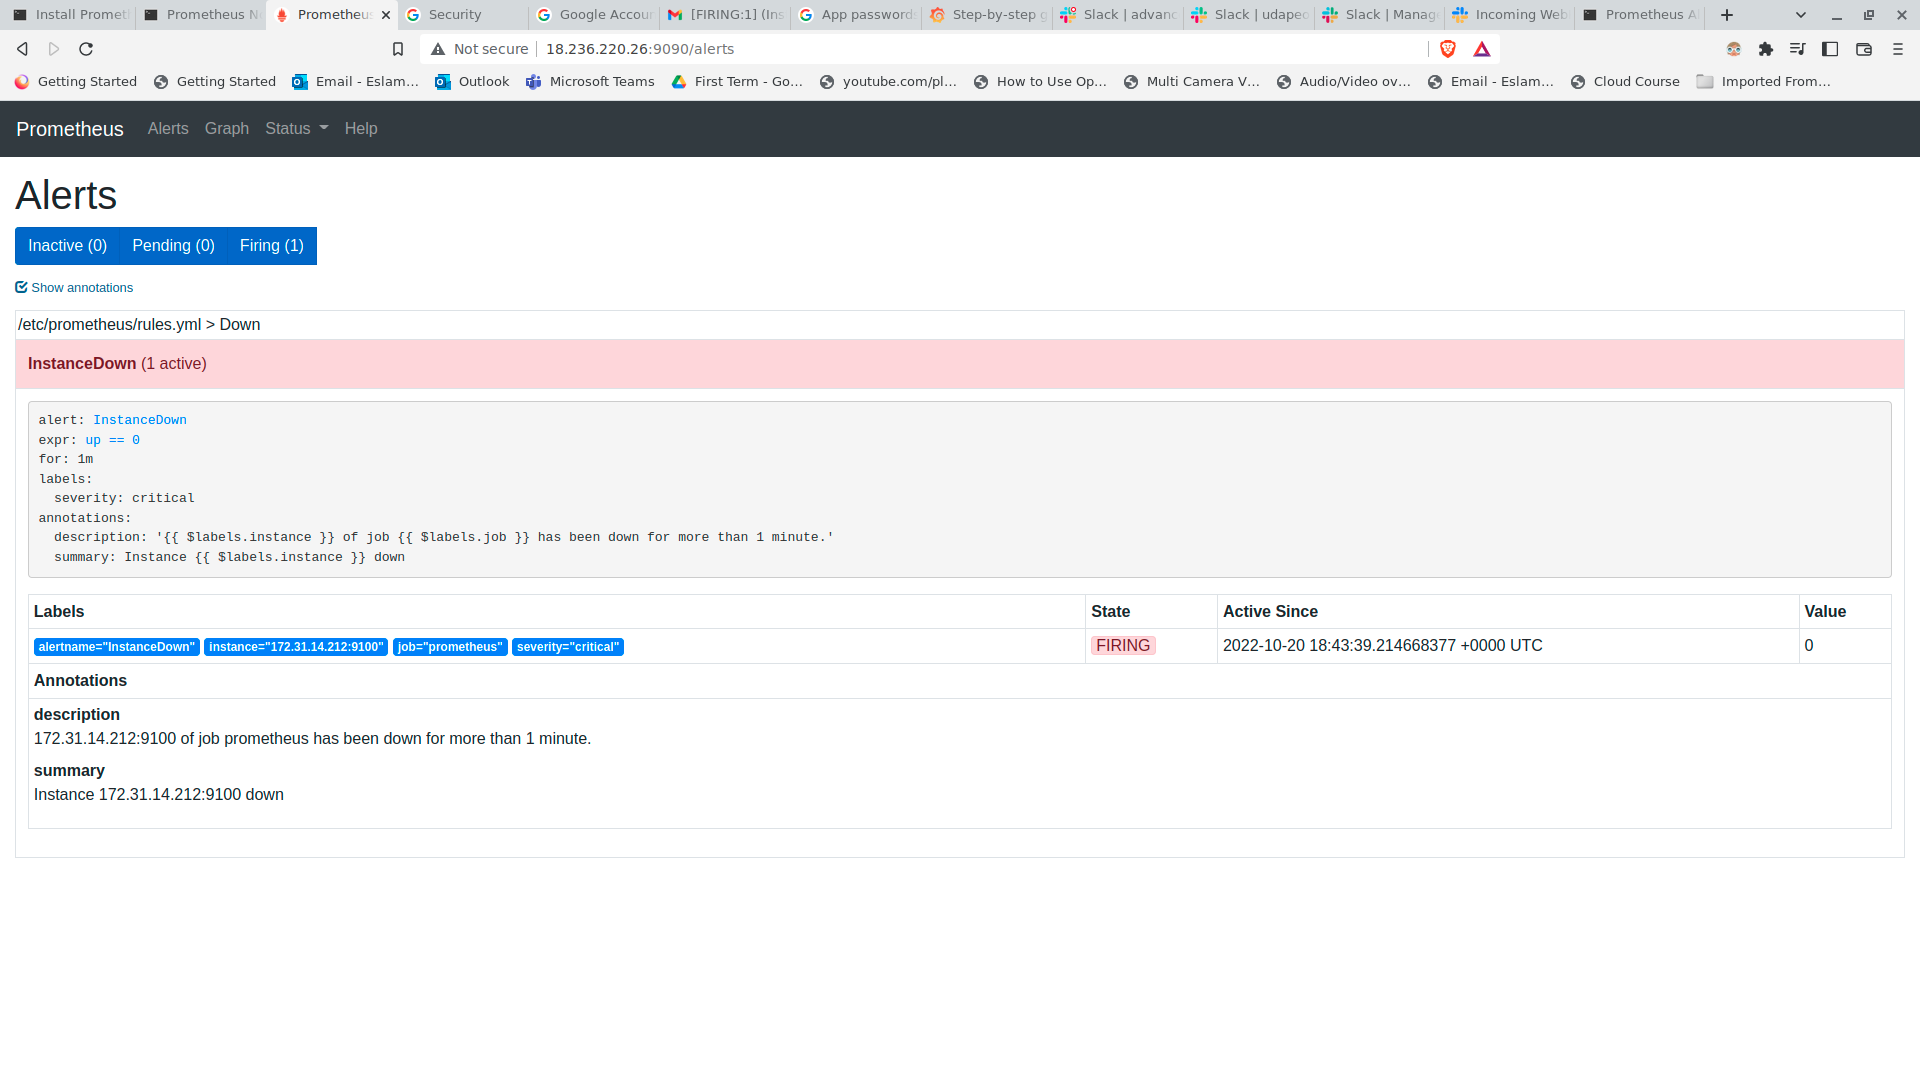 Install Promet
Prometheus N
Prometheus
Security
Google Accoun
[FIRING:1] (Ins
App password
Step-by-step g
Slack | advanc
Slack | udapeo
Slack | Manag
Incoming Web
Prometheus A
Not secure
18.236.220.26:9090/alerts
Getting Started
Getting Started
Email - Eslam…
Outlook
Microsoft Teams
First Term - Go…
youtube.com/pl…
How to Use Op…
Multi Camera V…
Audio/Video ov…
Email - Eslam…
Cloud Course
Imported From…
Prometheus
Alerts
Graph
Status
Help
Alerts
Inactive (0)
Pending (0)
Firing (1)
Show annotations
/etc/prometheus/rules.yml > Down
InstanceDown (1 active)
alert: InstanceDown
expr: up == 0
for: 1m
labels:
  severity: critical
annotations:
  description: '{{ $labels.instance }} of job {{ $labels.job }} has been down for more than 1 minute.'
  summary: Instance {{ $labels.instance }} down
Labels
State
Active Since
Value
alertname="InstanceDown"
instance="172.31.14.212:9100"
job="prometheus"
severity="critical"
FIRING
2022-10-20 18:43:39.214668377 +0000 UTC
0
Annotations
description
172.31.14.212:9100 of job prometheus has been down for more than 1 minute.
summary
Instance 172.31.14.212:9100 down